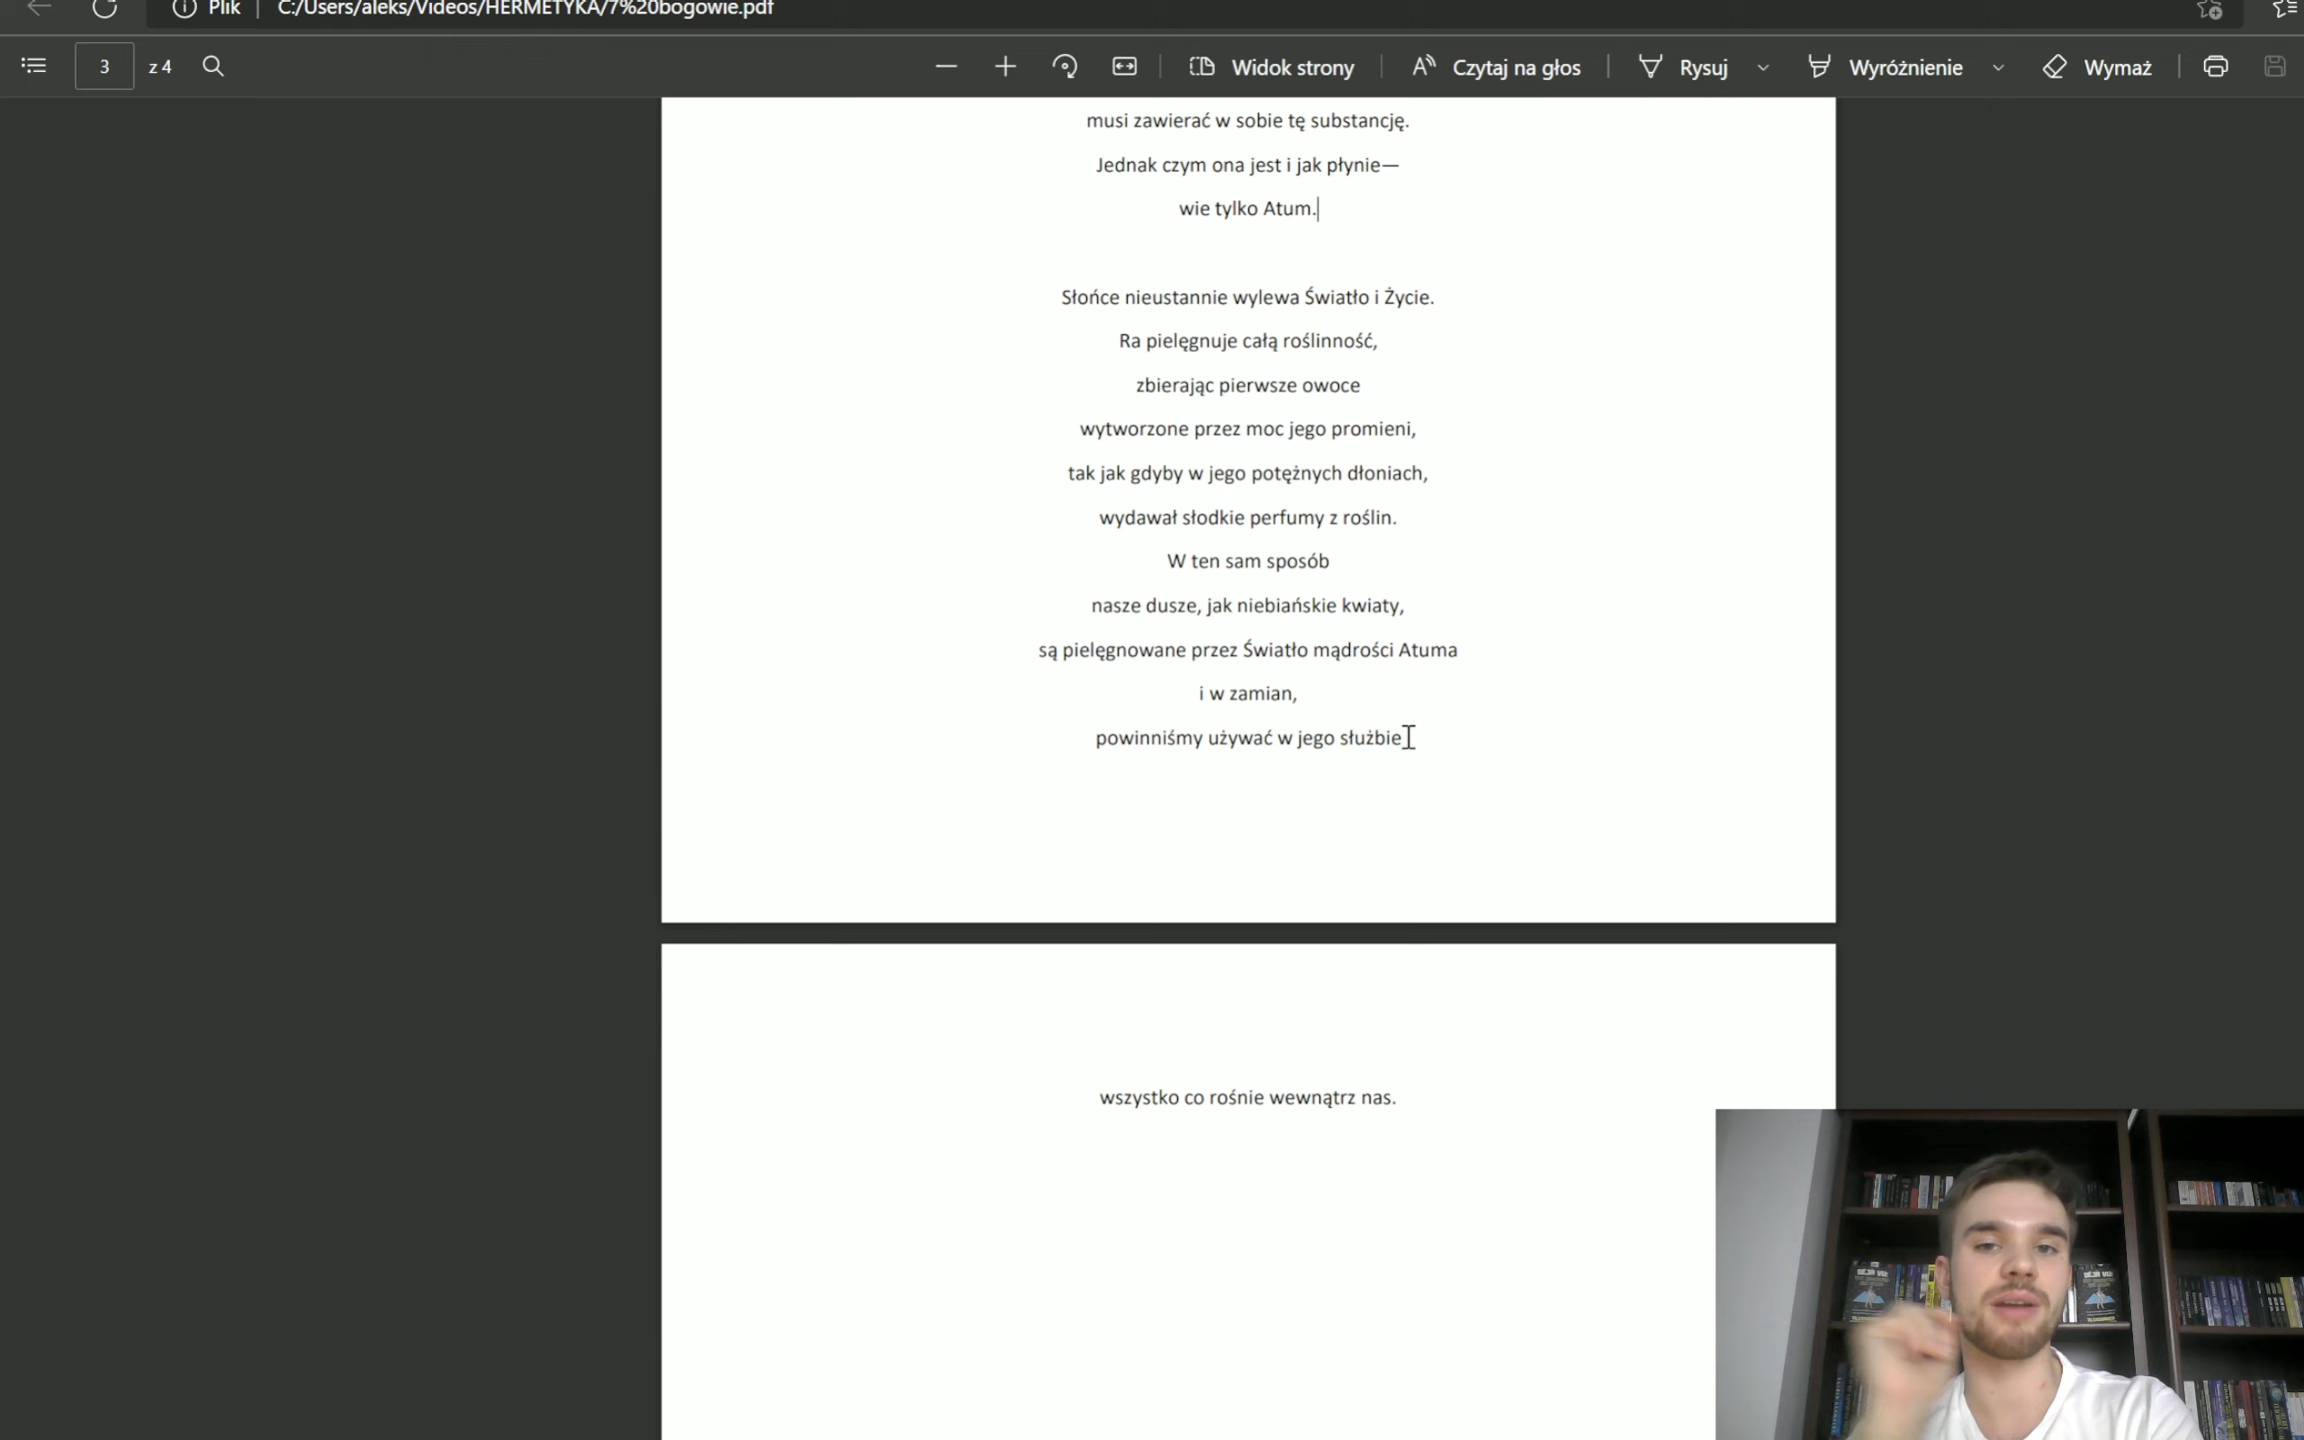 Plik
C:/Users/aleks/Videos/HERMETYKA/7%20bogowie.pdf
3
z 4
Widok strony
Czytaj na głos
Rysuj
Wyróżnienie
Wymaż
musi zawierać w sobie tę substancję.
Jednak czym ona jest i jak płynie—
wie tylko Atum.
Słońce nieustannie wylewa Światło i Życie.
Ra pielęgnuje całą roślinność,
zbierając pierwsze owoce
wytworzone przez moc jego promieni,
tak jak gdyby w jego potężnych dłoniach,
wydawał słodkie perfumy z roślin.
W ten sam sposób
nasze dusze, jak niebiańskie kwiaty,
są pielęgnowane przez Światło mądrości Atuma
i w zamian,
powinniśmy używać w jego służbie
wszystko co rośnie wewnątrz nas.